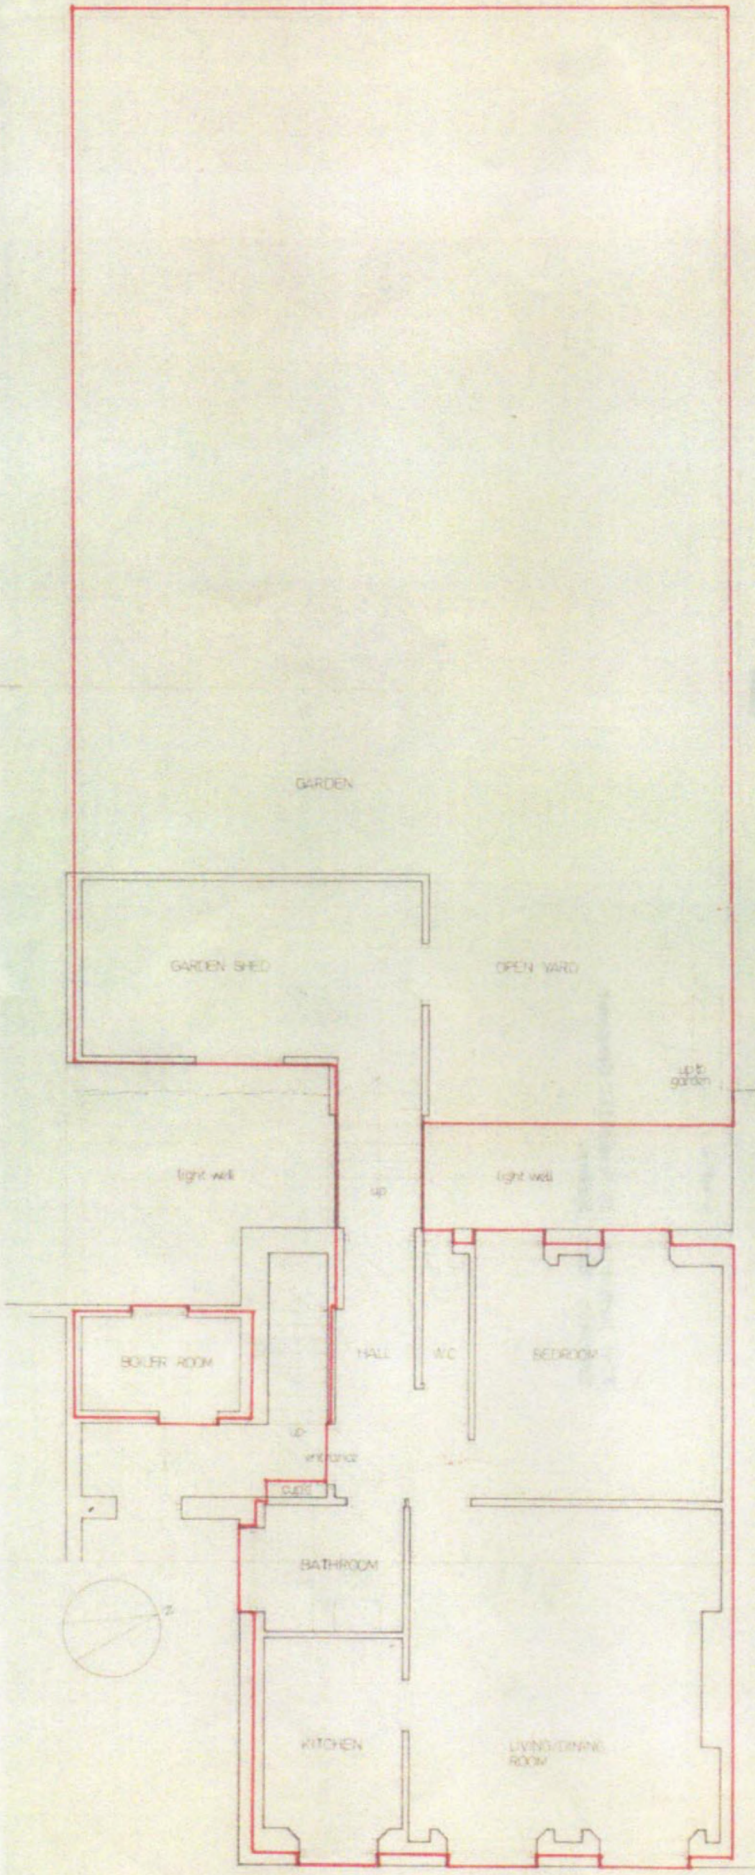 GARDEN
GARDEN SHED
OPEN YARD
up to
garden
light well
up
light well
BOILER ROOM
HALL
W.C
BEDROOM
up
entrance
cup'd
BATHROOM
N
KITCHEN
LIVING/DINING
ROOM